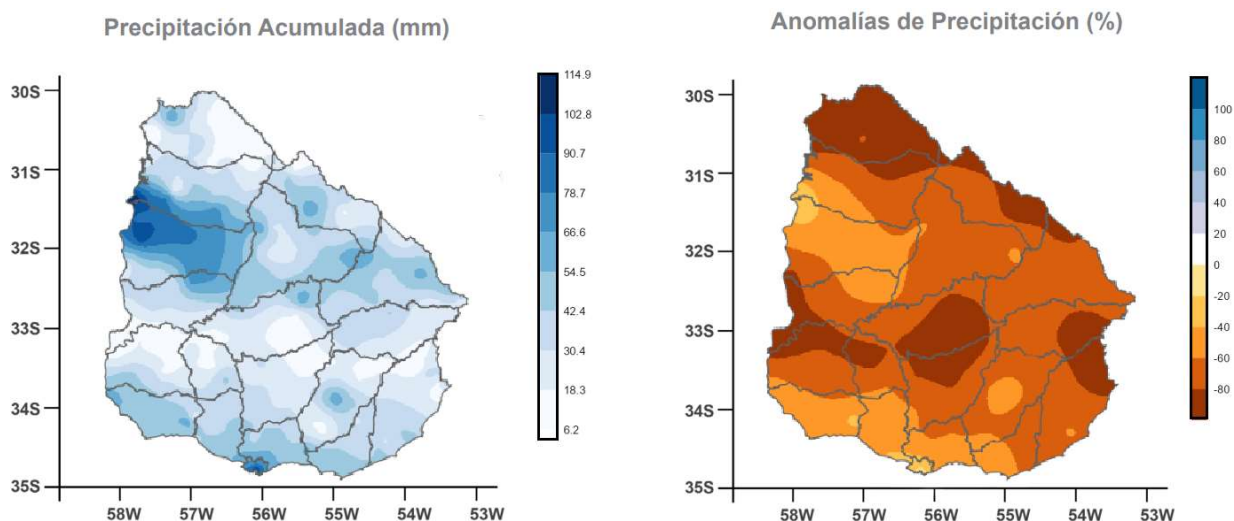 Precipitación Acumulada (mm)
30S
31S
32S
33S
34S
35S
58W 57W 56W 55W 54W 53W
114.9
102.8
90.7
78.7
66.6
54.5
42.4
30.4
18.3
6.2
Anomalías de Precipitación (%)
30S
31S
32S
33S
34S
35S
58W 57W 56W 55W 54W 53W
100
80
60
40
20
0
-20
-40
-60
-80